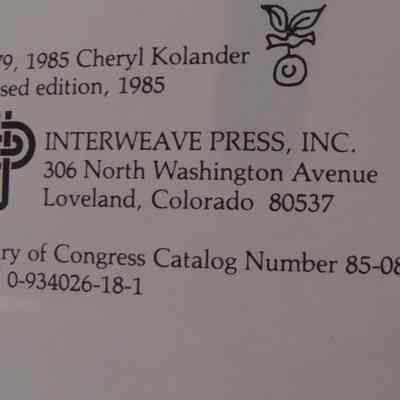 79, 1985 Cheryl Kolander
sed edition, 1985
INTERWEAVE PRESS, INC.
306 North Washington Avenue
Loveland, Colorado 80537
ry of Congress Catalog Number 85-08
0-934026-18-1